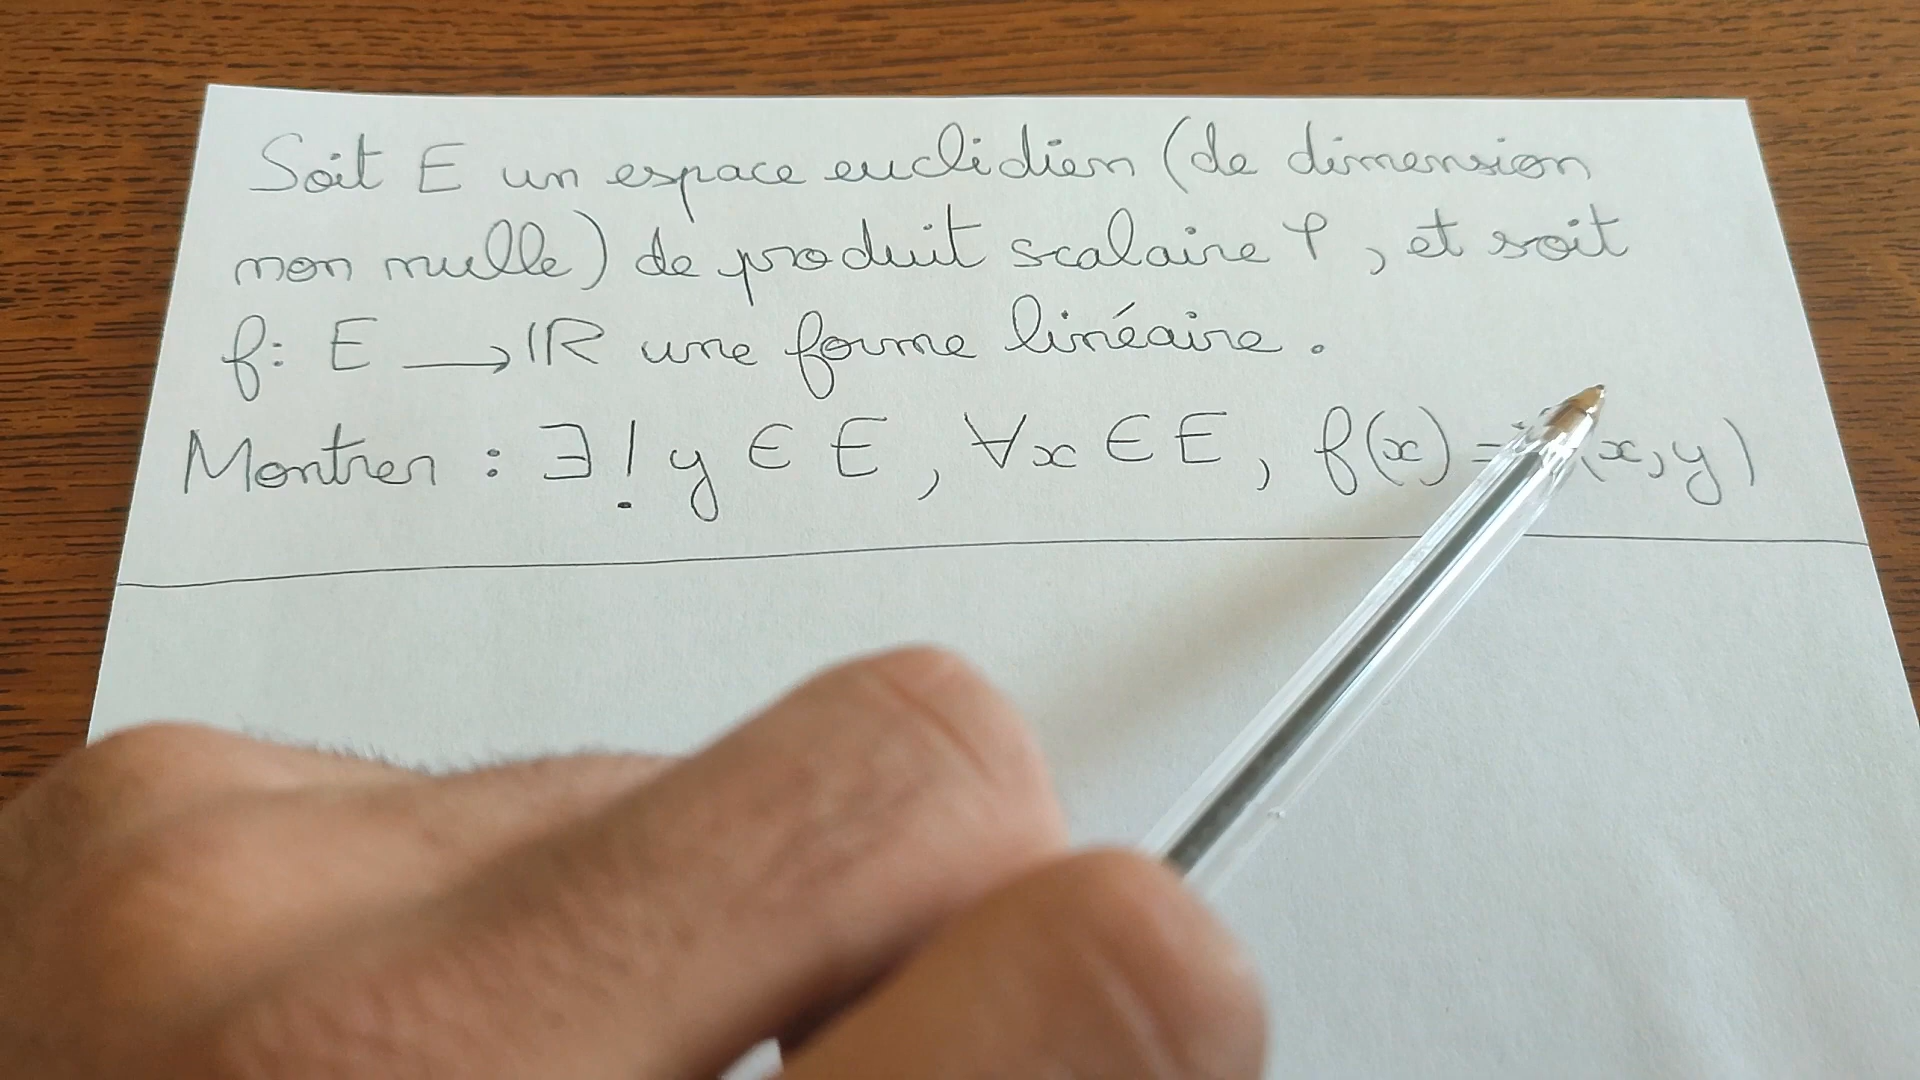 Soit E un espace euclidien (de dimension
non nulle) de produit scalaire φ, et soit
f: E → ℝ une forme linéaire.
Montrer : ∃! y ∈ E, ∀x ∈ E, f(x) = (x,y)